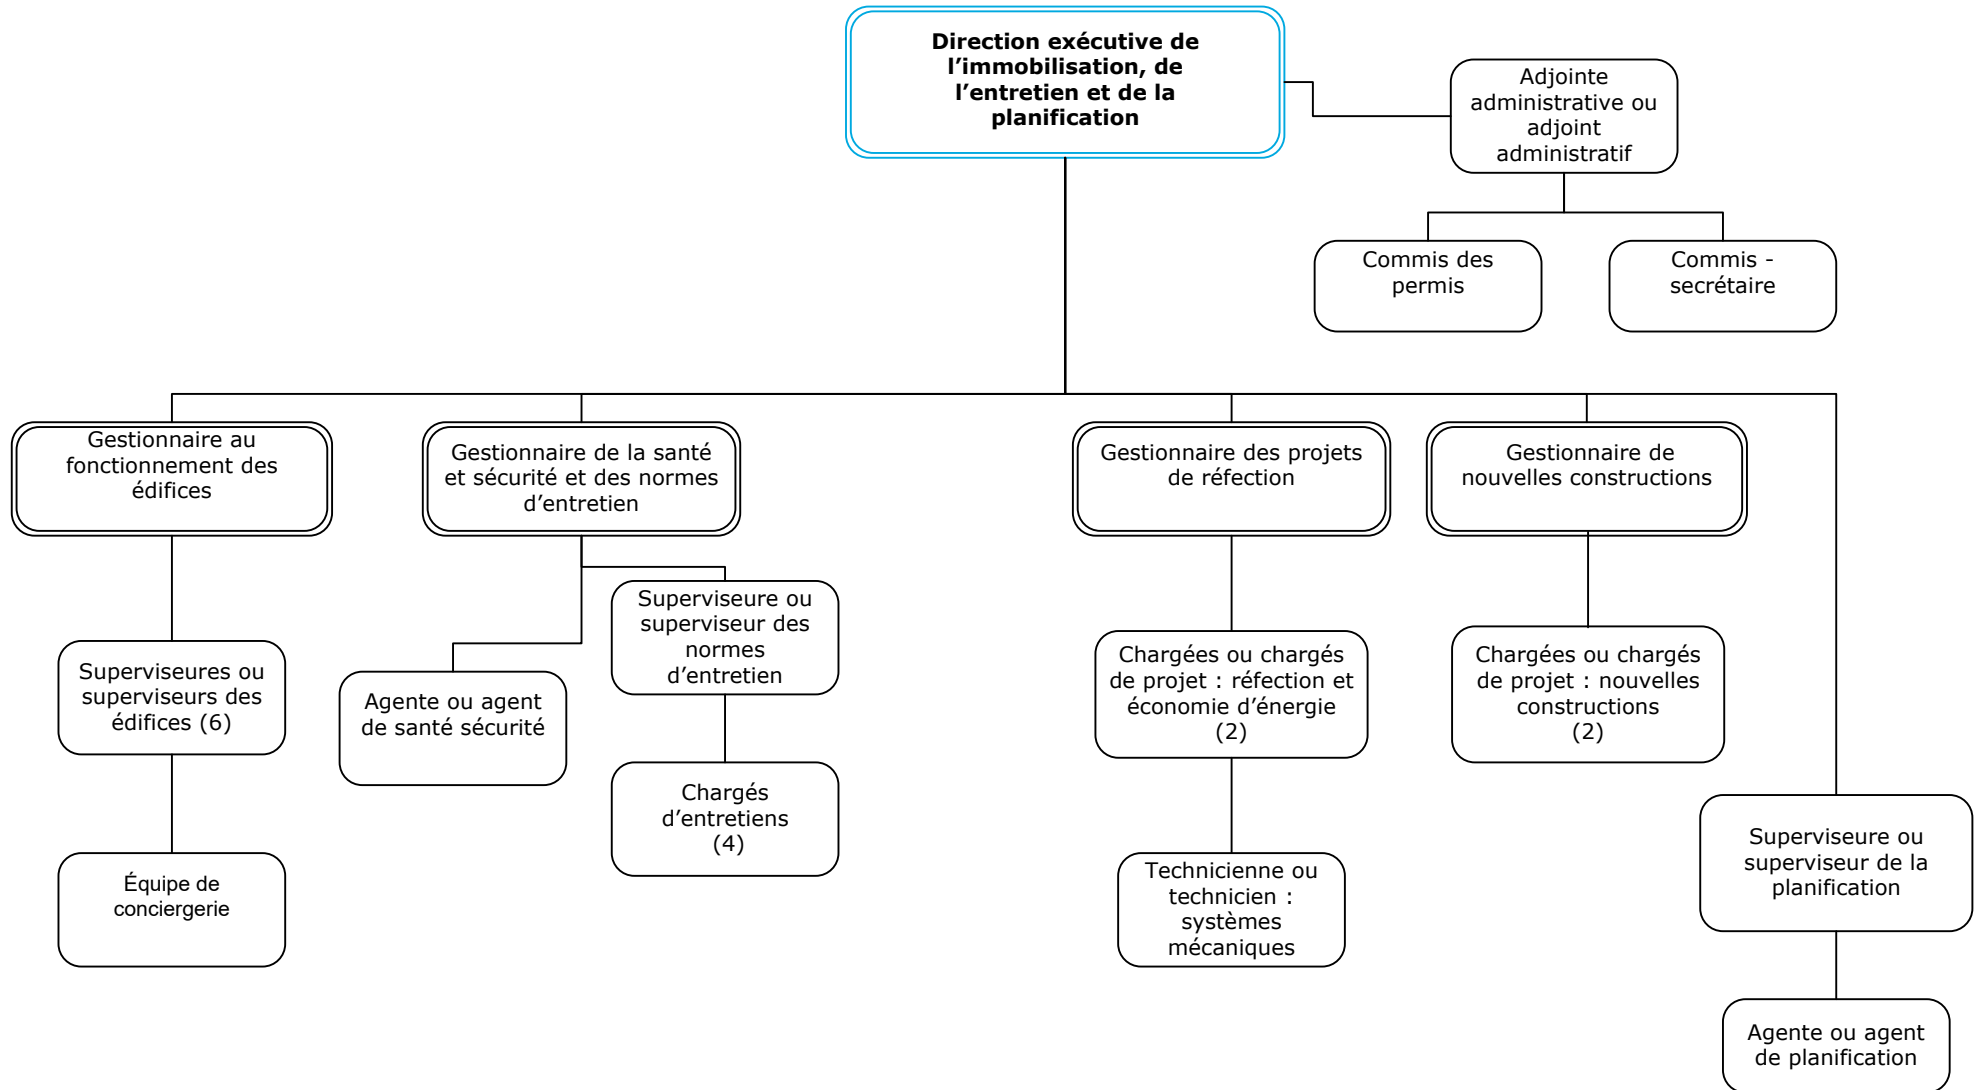 Direction exécutive de
l’immobilisation, de
l’entretien et de la
planification
Adjointe
administrative ou
adjoint
administratif
Commis des
permis
Commis -
secrétaire
Gestionnaire au
fonctionnement des
édifices
Gestionnaire de la santé
et sécurité et des normes
d’entretien
Gestionnaire des projets
de réfection
Gestionnaire de
nouvelles constructions
Superviseures ou
superviseurs des
édifices (6)
Agente ou agent
de santé sécurité
Superviseure ou
superviseur des
normes
d’entretien
Chargées ou chargés
de projet : réfection et
économie d’énergie
(2)
Chargées ou chargés
de projet : nouvelles
constructions
(2)
Chargés
d’entretiens
(4)
Superviseure ou
superviseur de la
planification
Équipe de
conciergerie
Technicienne ou
technicien :
systèmes
mécaniques
Agente ou agent
de planification